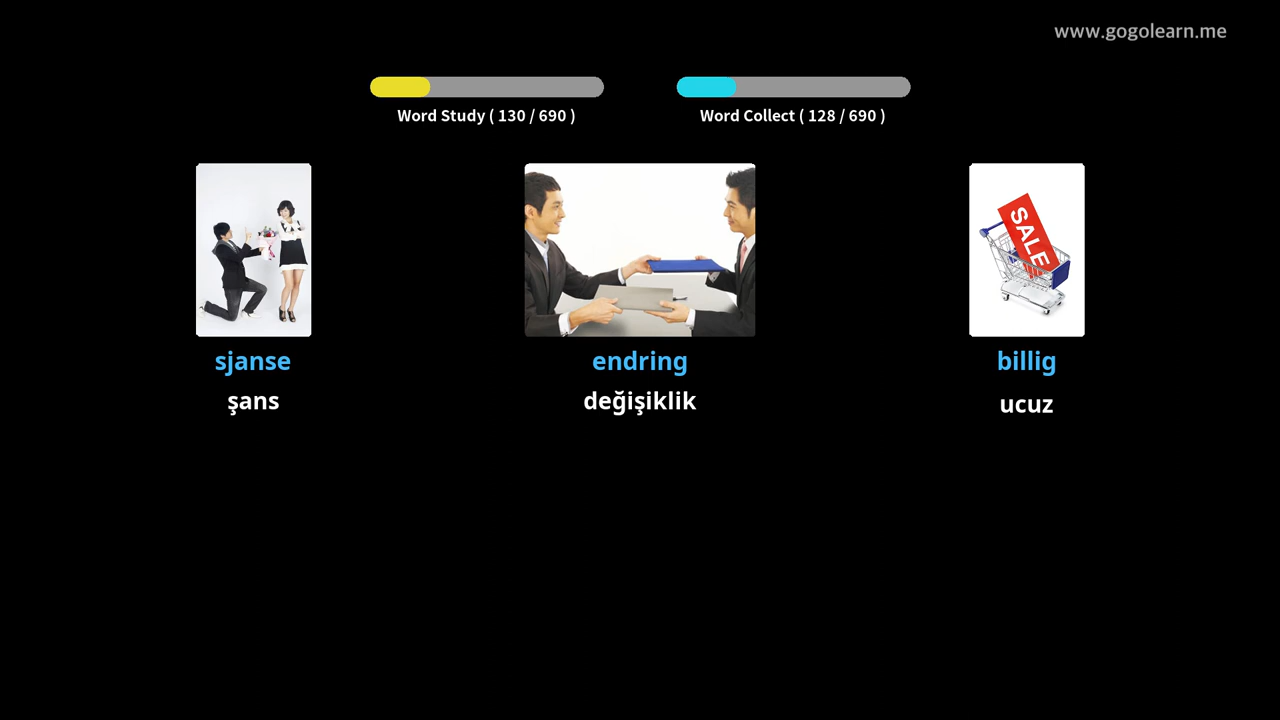 www.gogolearn.me
Word Study ( 130 / 690 )
Word Collect ( 128 / 690 )
SALE
sjanse
endring
billig
şans
değişiklik
ucuz